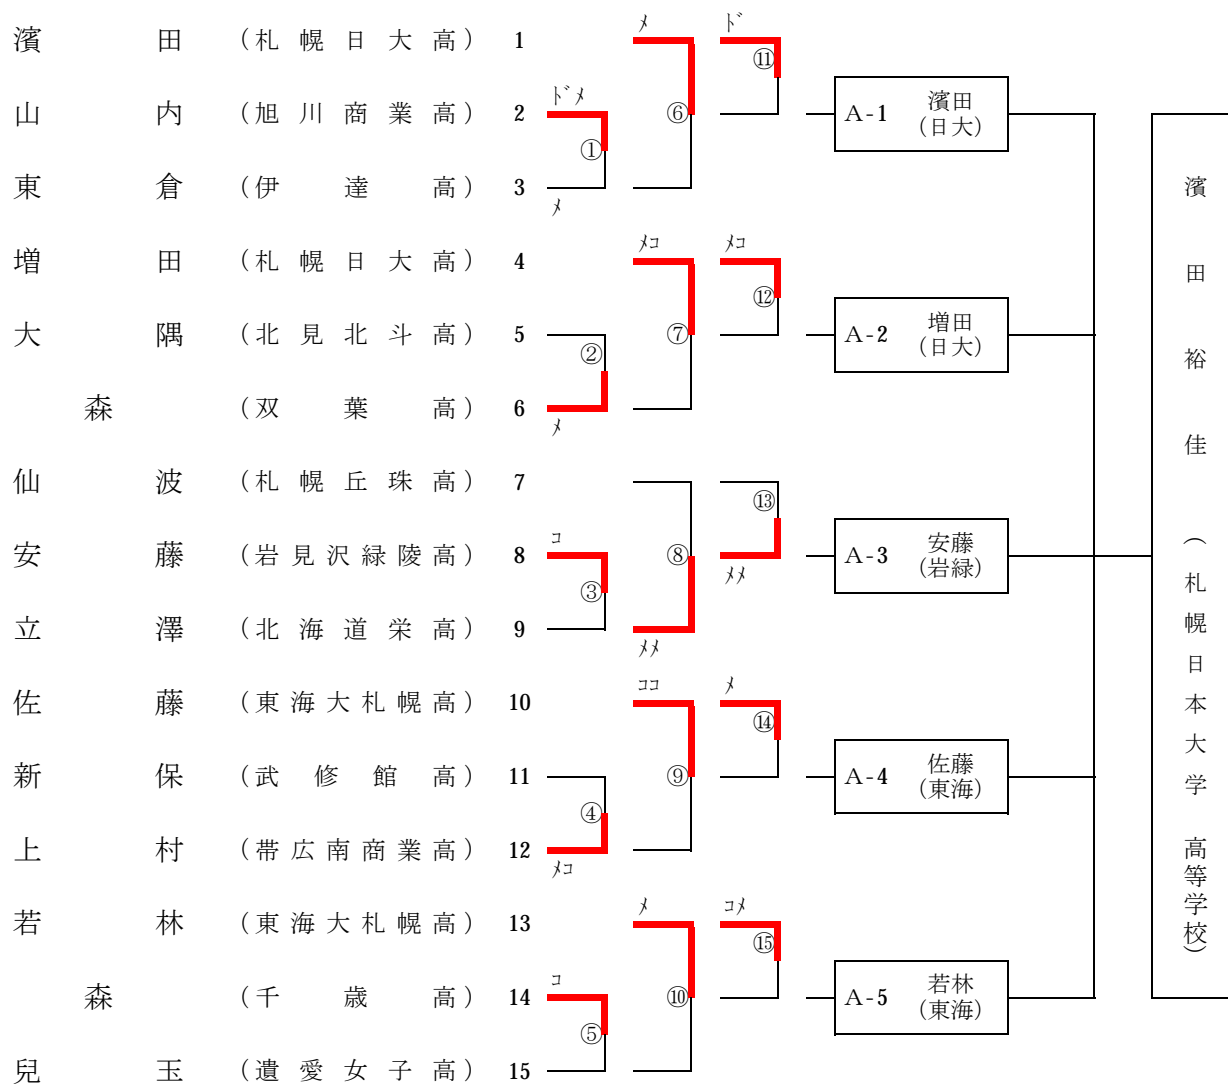 濱田 (札幌日大高) 1 ﾒ ﾄﾞ
⑪
山内 (旭川商業高) 2 ﾄﾞﾒ ① ⑥ A-1 濱田 (日大)
東倉 (伊達高) 3 ﾒ
増田 (札幌日大高) 4 ﾒｺ ﾒｺ
⑫
大隅 (北見北斗高) 5 ② ⑦ A-2 増田 (日大)
森 (双葉高) 6 ﾒ
仙波 (札幌丘珠高) 7
⑬
安藤 (岩見沢緑陵高) 8 ｺ ③ ⑧ ﾒﾒ A-3 安藤 (岩緑)
立澤 (北海道栄高) 9 ﾒﾒ
佐藤 (東海大札幌高) 10 ｺｺ ﾒ
⑭
新保 (武修館高) 11 ④ ⑨ A-4 佐藤 (東海)
上村 (帯広南商業高) 12 ﾒｺ
若林 (東海大札幌高) 13 ﾒ ｺﾒ
⑮
森 (千歳高) 14 ｺ ⑤ ⑩ A-5 若林 (東海)
兒玉 (遺愛女子高) 15
濱田裕佳 (札幌日本大学高等学校)